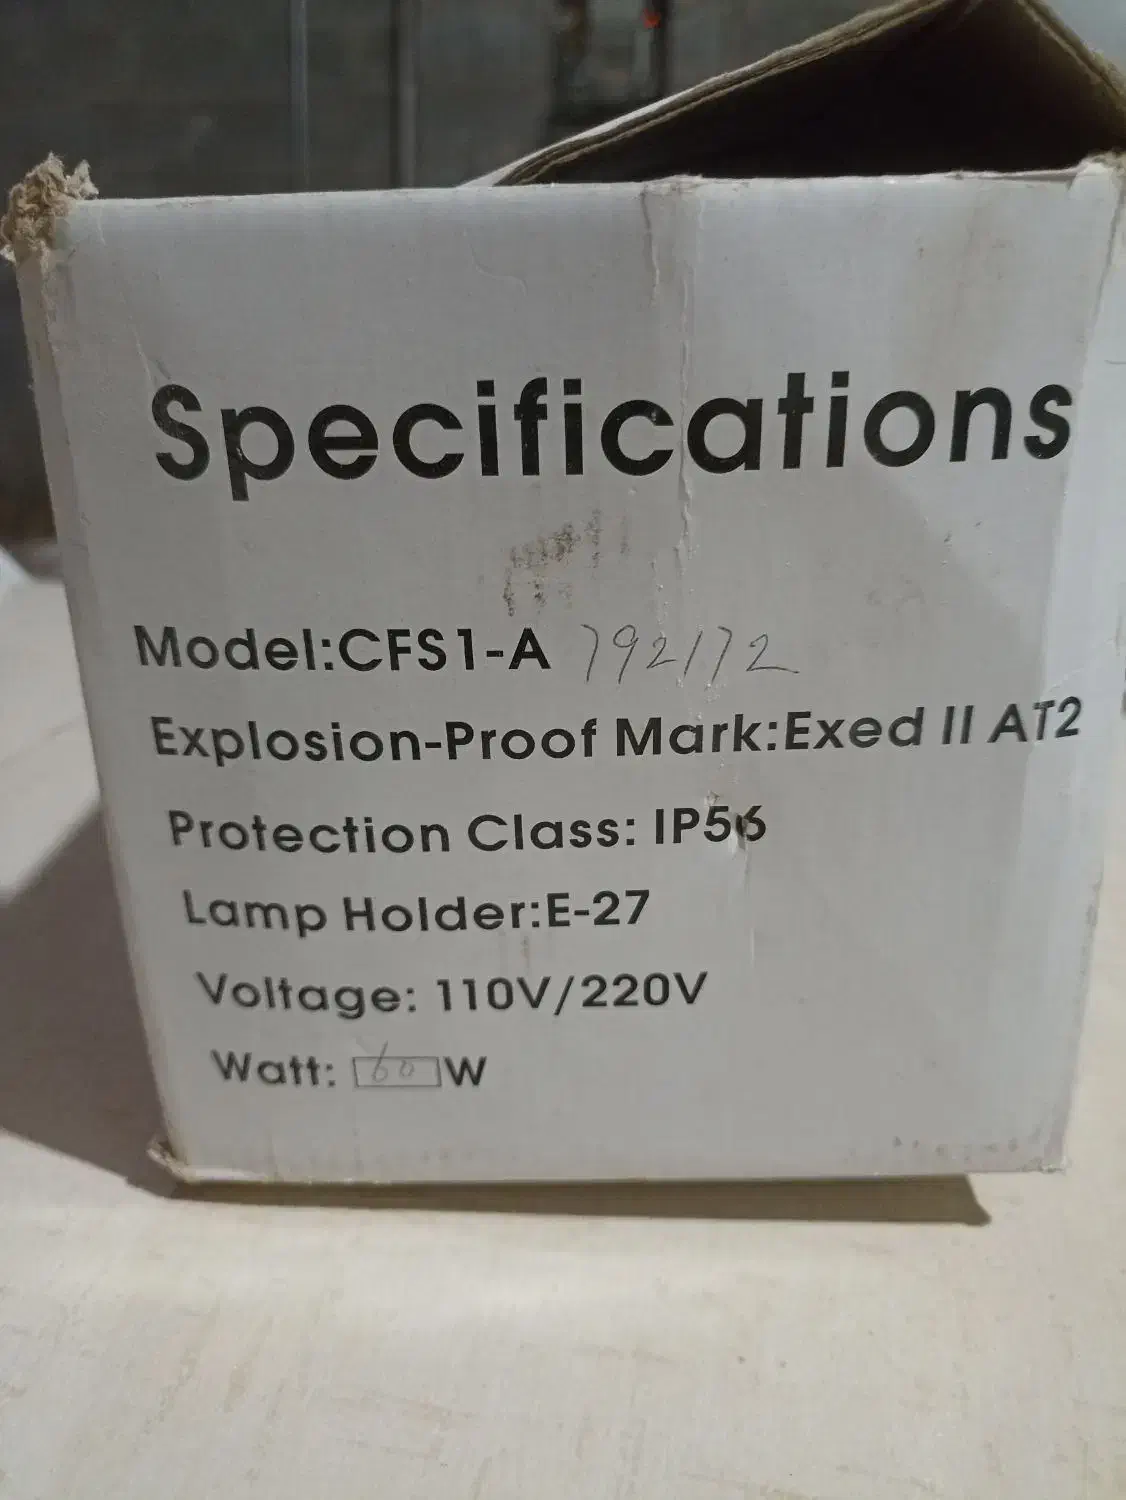 Specifications
Model:CFS1-A 792172
Explosion-Proof Mark:Exed II AT2
Protection Class: IP56
Lamp Holder:E-27
Voltage: 110V/220V
Watt: 60W